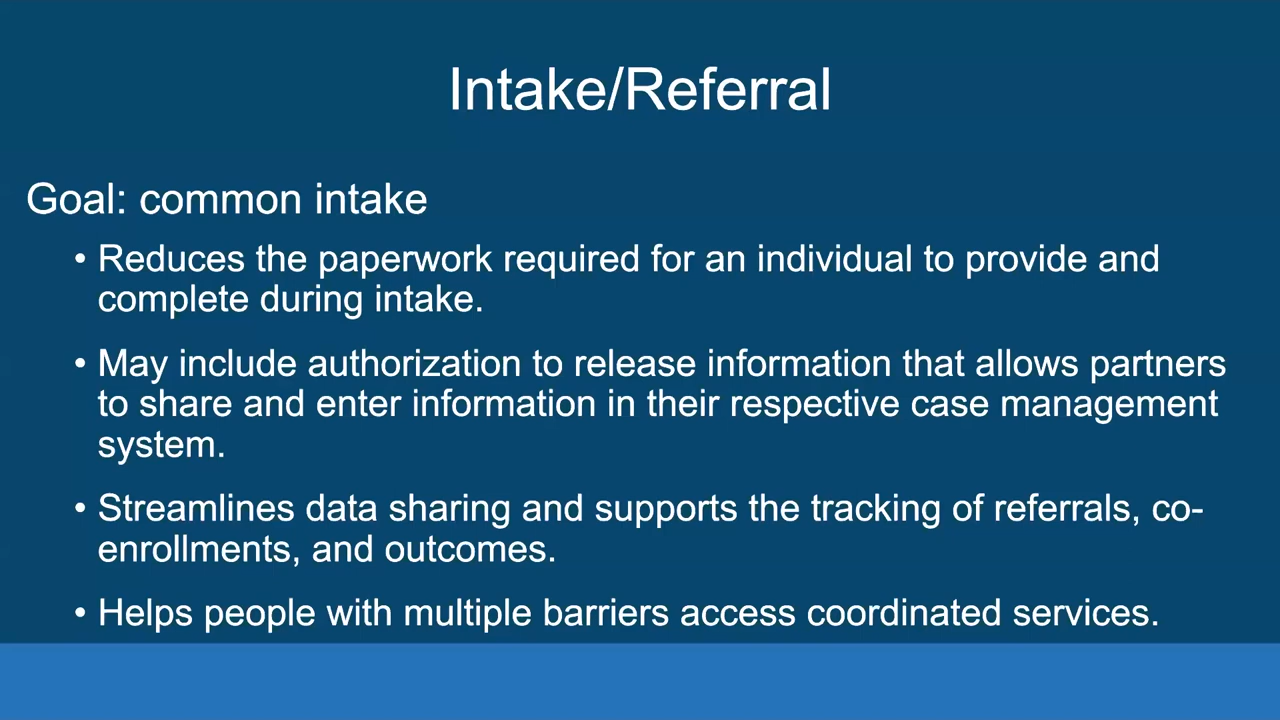 Intake/Referral
Goal: common intake
• Reduces the paperwork required for an individual to provide and
complete during intake.
• May include authorization to release information that allows partners
to share and enter information in their respective case management
system.
• Streamlines data sharing and supports the tracking of referrals, co-
enrollments, and outcomes.
• Helps people with multiple barriers access coordinated services.